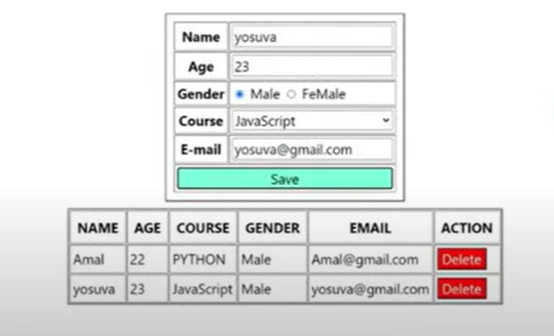 Name yosuva
Age 23
Gender Male FeMale
Course JavaScript
E-mail yosuva@gmail.com
Save
NAME AGE COURSE GENDER EMAIL ACTION
Amal 22 PYTHON Male Amal@gmail.com Delete
yosuva 23 JavaScript Male yosuva@gmail.com Delete